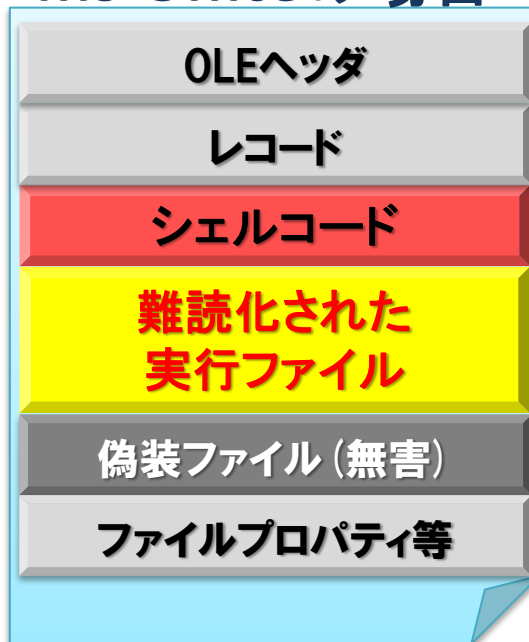 OLEヘッダ
レコード
シェルコード
難読化された
実行ファイル
偽装ファイル(無害)
ファイルプロパティ等